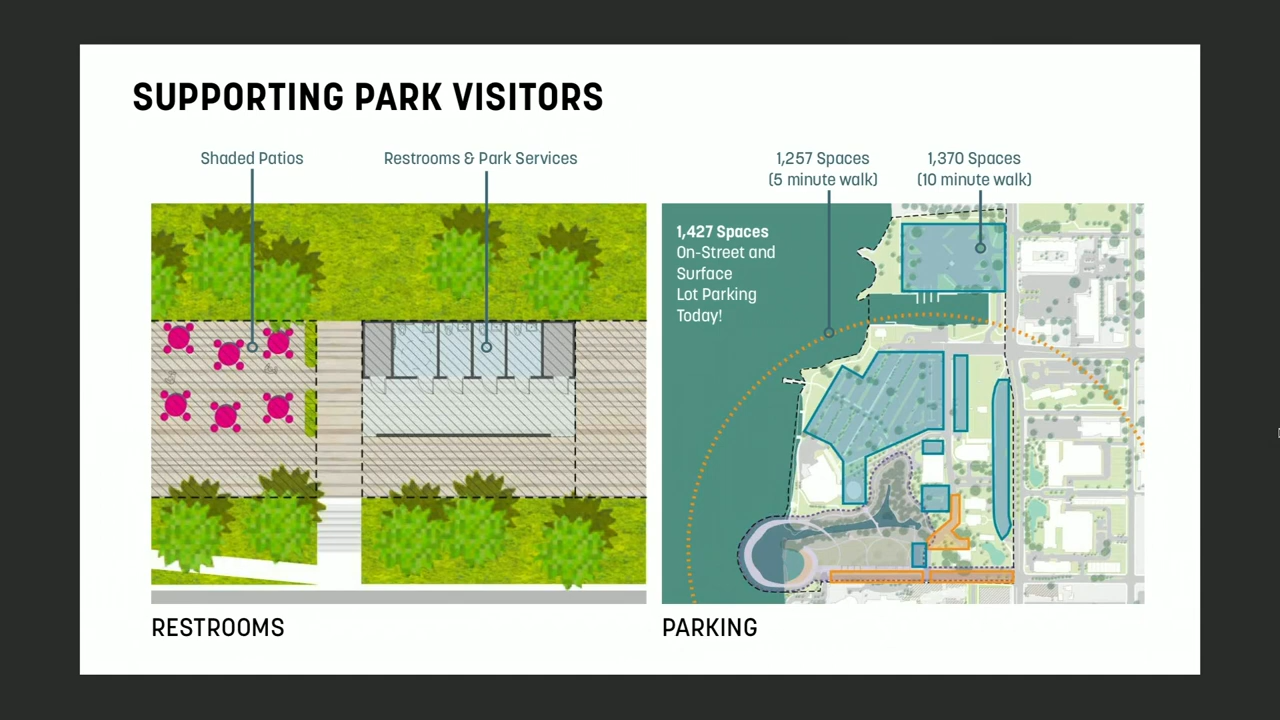 SUPPORTING PARK VISITORS
Shaded Patios
Restrooms & Park Services
1,257 Spaces
(5 minute walk)
1,370 Spaces
(10 minute walk)
1,427 Spaces
On-Street and
Surface
Lot Parking
Today!
RESTROOMS
PARKING